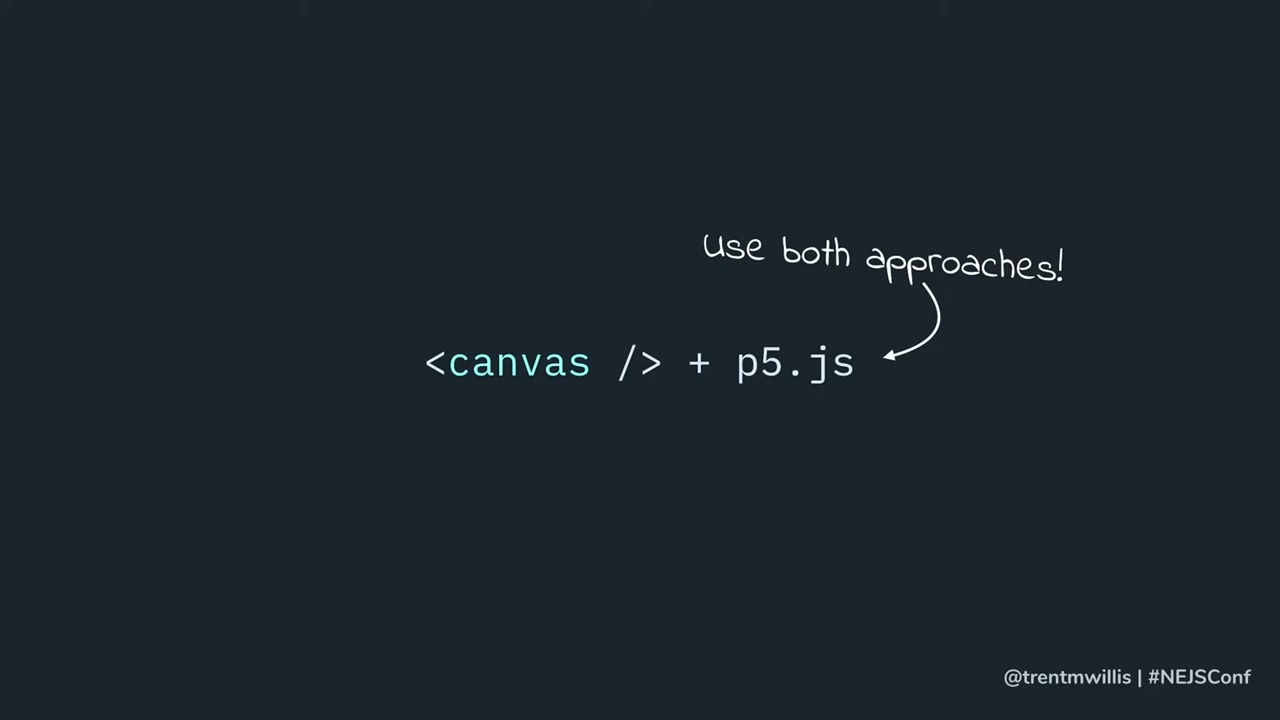 use both approaches!
<canvas /> + p5.js
@trentmwillis | #NEJSConf